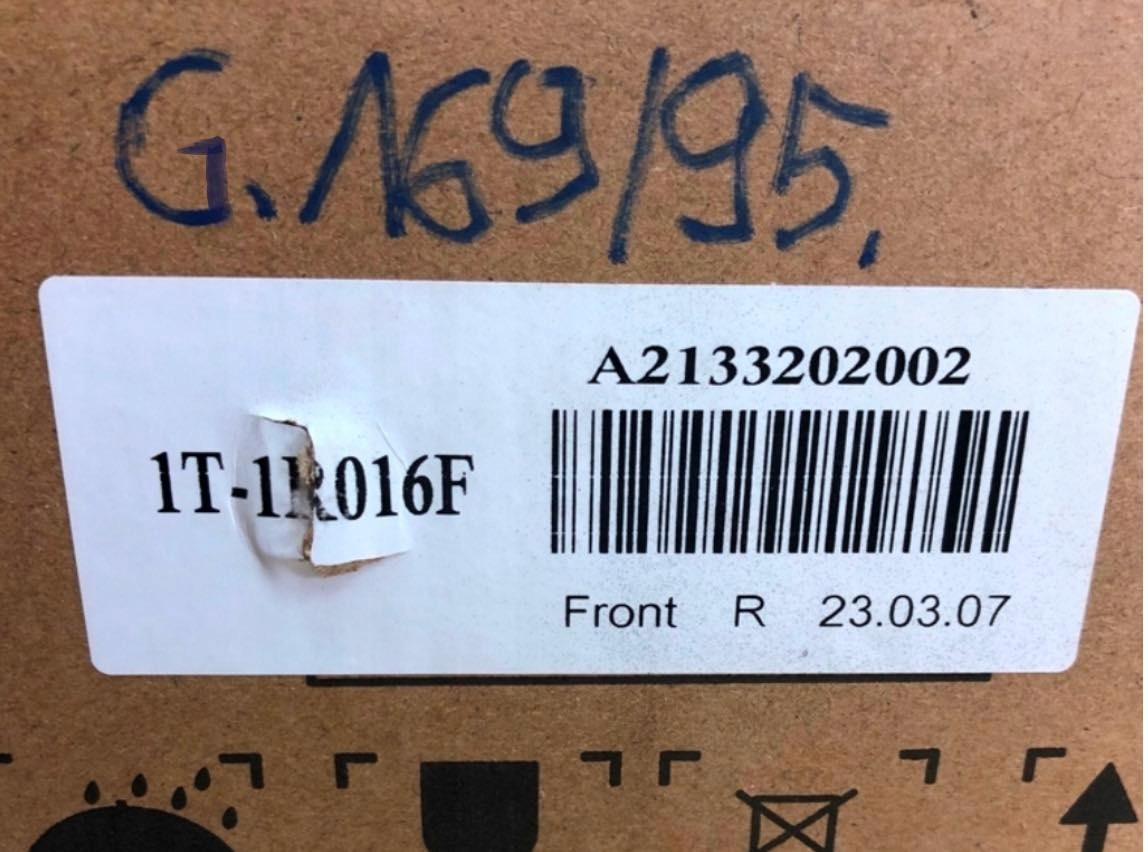 G.169/95.
A2133202002
1T-1R016F
Front R 23.03.07